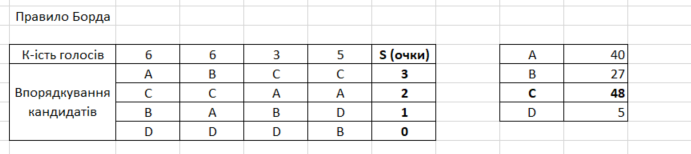 Правило Борда
К-ість голосів 6 6 3 5 S (очки) A 40
Впорядкування кандидатів A B C C 3 B 27
C C A A 2 C 48
B A B D 1 D 5
D D D B 0